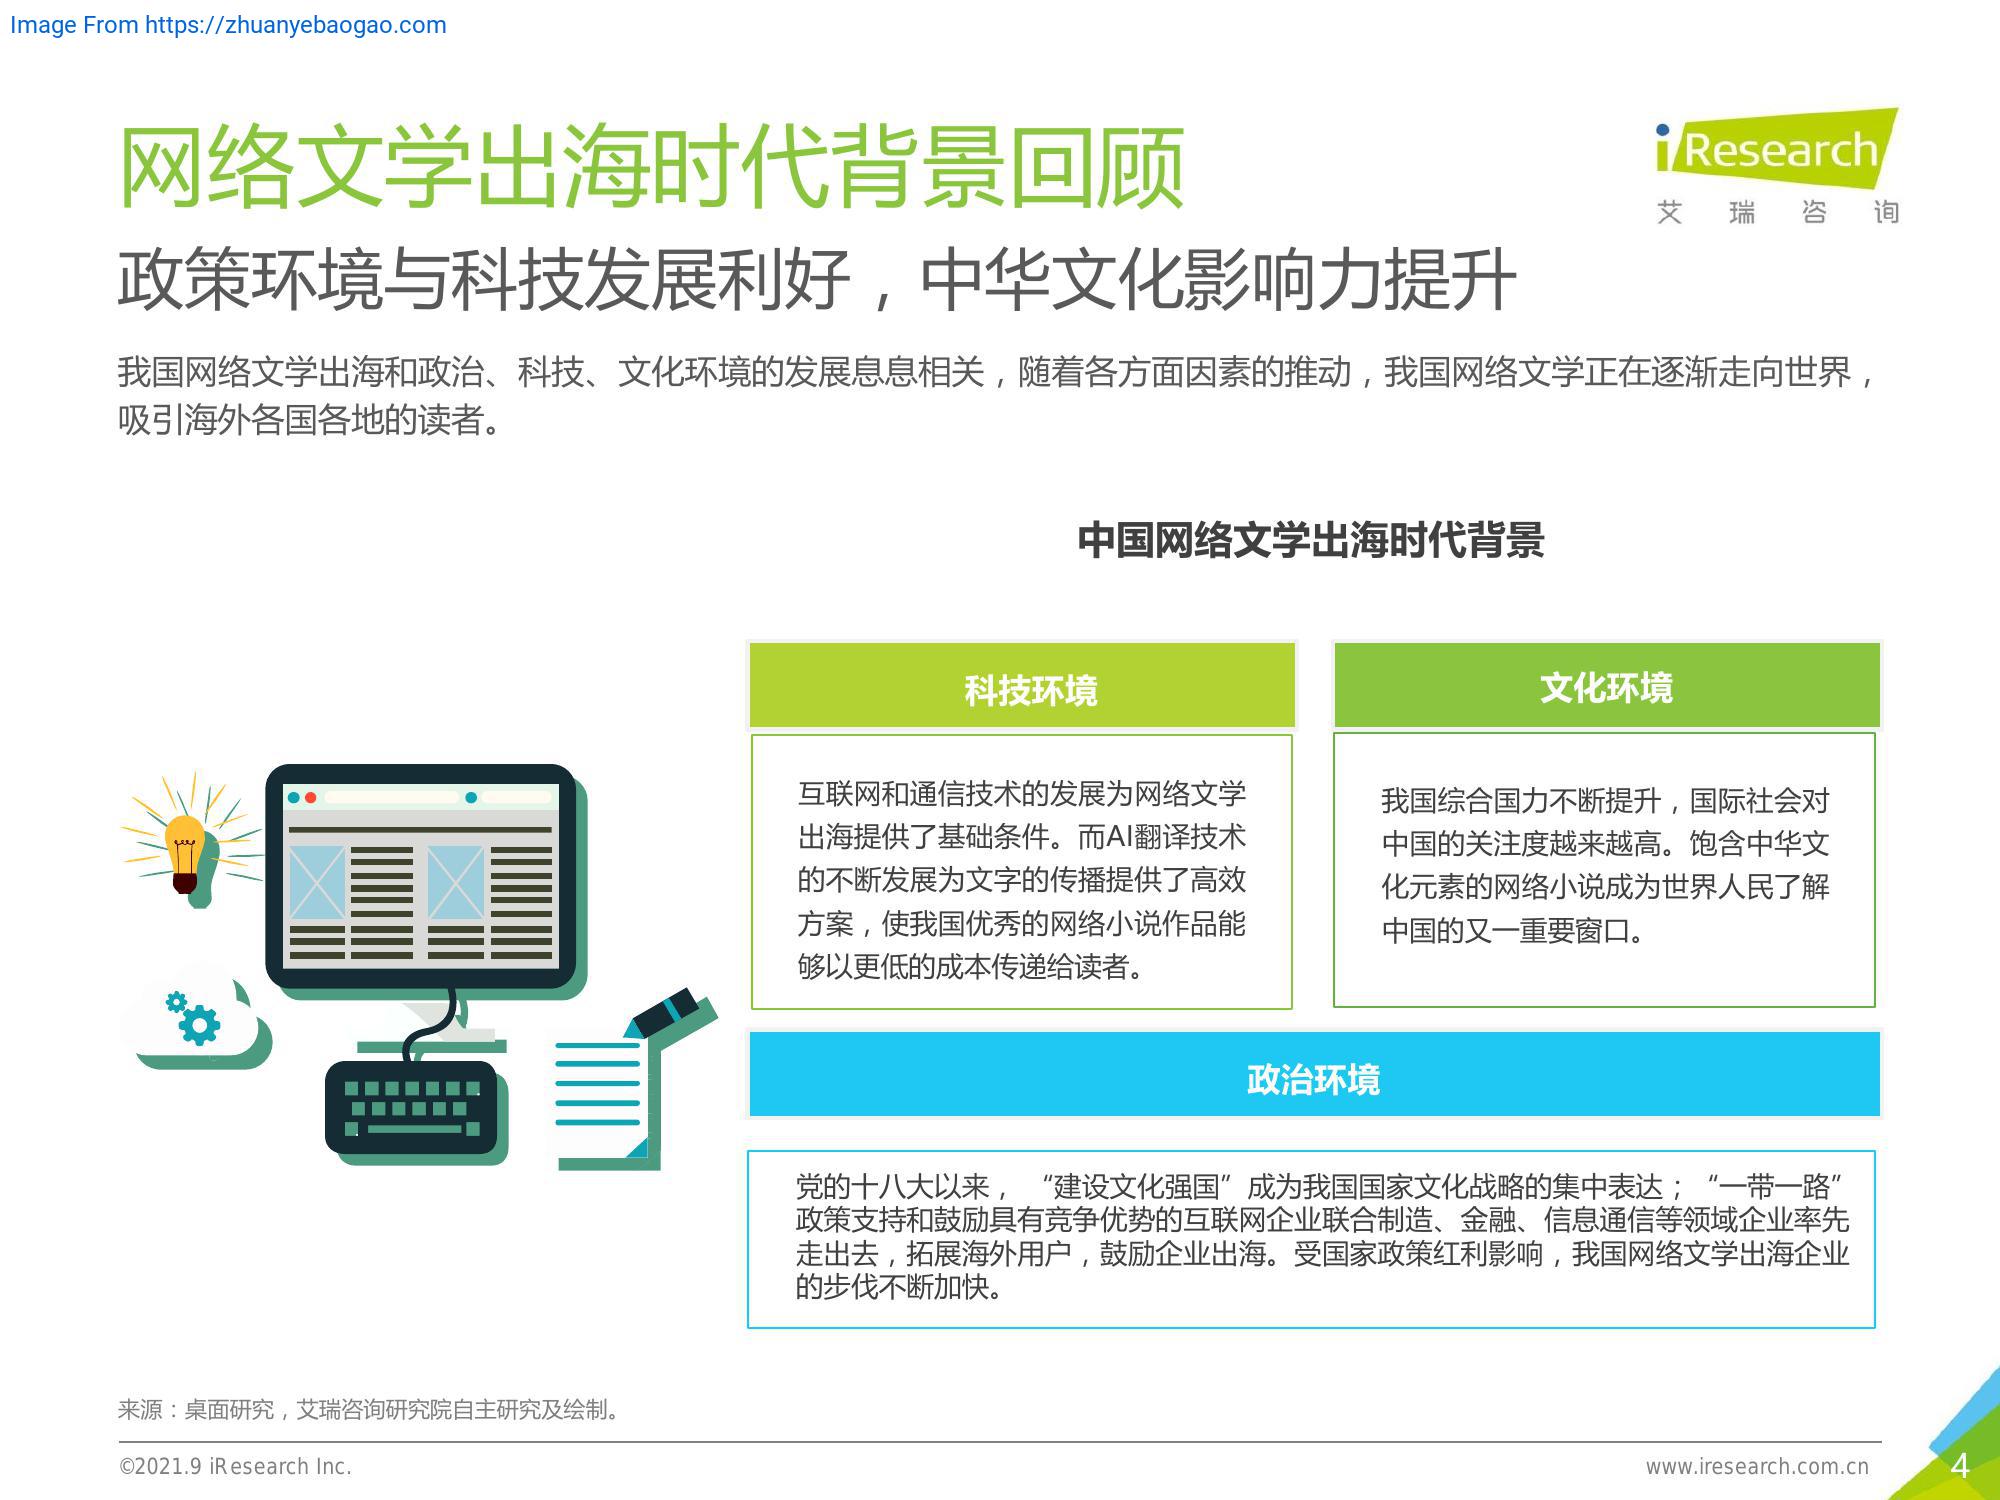 Image From https://zhuanyebaogao.com
网络文学出海时代背景回顾
iResearch
艾瑞咨询
政策环境与科技发展利好，中华文化影响力提升
我国网络文学出海和政治、科技、文化环境的发展息息相关，随着各方面因素的推动，我国网络文学正在逐渐走向世界，
吸引海外各国各地的读者。
中国网络文学出海时代背景
科技环境
互联网和通信技术的发展为网络文学
出海提供了基础条件。而AI翻译技术
的不断发展为文字的传播提供了高效
方案，使我国优秀的网络小说作品能
够以更低的成本传递给读者。
文化环境
我国综合国力不断提升，国际社会对
中国的关注度越来越高。饱含中华文
化元素的网络小说成为世界人民了解
中国的又一重要窗口。
政治环境
党的十八大以来，“建设文化强国”成为我国国家文化战略的集中表达；“一带一路”
政策支持和鼓励具有竞争优势的互联网企业联合制造、金融、信息通信等领域企业率先
走出去，拓展海外用户，鼓励企业出海。受国家政策红利影响，我国网络文学出海企业
的步伐不断加快。
来源：桌面研究，艾瑞咨询研究院自主研究及绘制。
©2021.9 iResearch Inc.
www.iresearch.com.cn
4